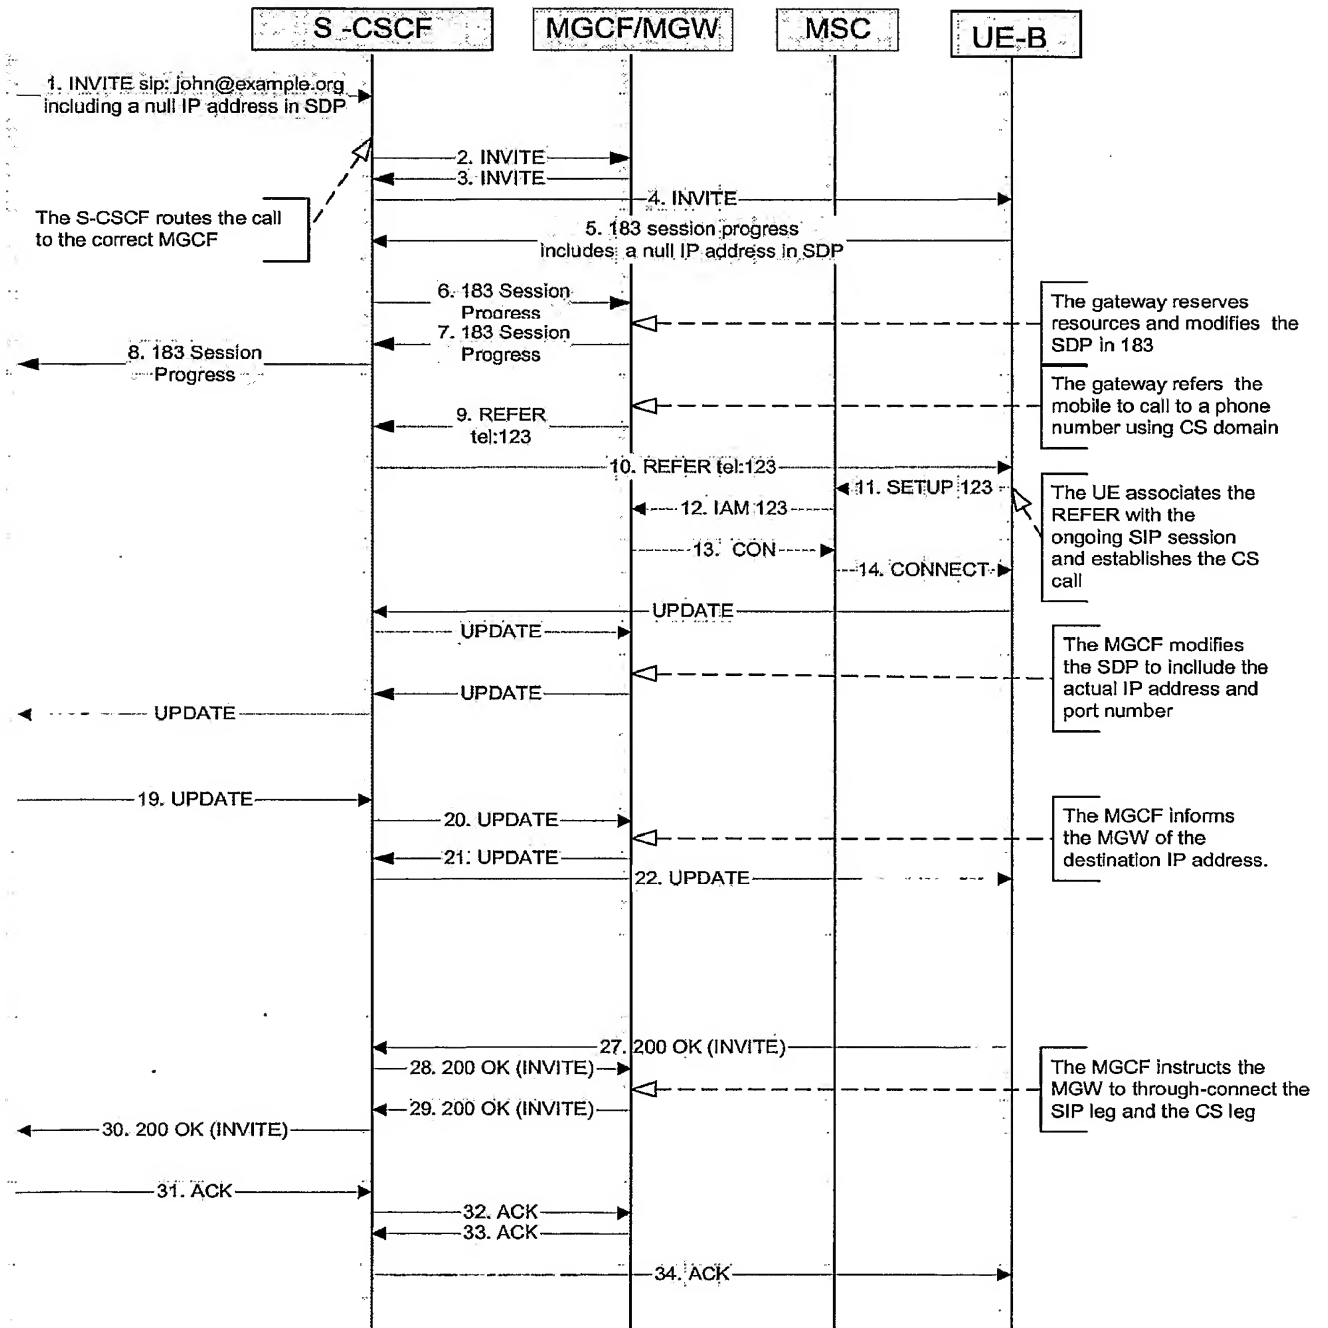 S -CSCF
MGCF/MGW
MSC
UE-B
1. INVITE sip: john@example.org
including a null IP address in SDP
2. INVITE
3. INVITE
4. INVITE
The S-CSCF routes the call
to the correct MGCF
5. 183 session progress
includes a null IP address in SDP
6. 183 Session
Progress
7. 183 Session
Progress
8. 183 Session
Progress
The gateway reserves
resources and modifies the
SDP in 183
The gateway refers the
mobile to call to a phone
number using CS domain
9. REFER
tel:123
10. REFER tel:123
11. SETUP 123
12. IAM 123
13. CON
14. CONNECT
The UE associates the
REFER with the
ongoing SIP session
and establishes the CS
call
UPDATE
UPDATE
UPDATE
UPDATE
The MGCF modifies
the SDP to incllude the
actual IP address and
port number
19. UPDATE
20. UPDATE
21. UPDATE
22. UPDATE
The MGCF informs
the MGW of the
destination IP address.
27. 200 OK (INVITE)
28. 200 OK (INVITE)
29. 200 OK (INVITE)
30. 200 OK (INVITE)
The MGCF instructs the
MGW to through-connect the
SIP leg and the CS leg
31. ACK
32. ACK
33. ACK
34. ACK